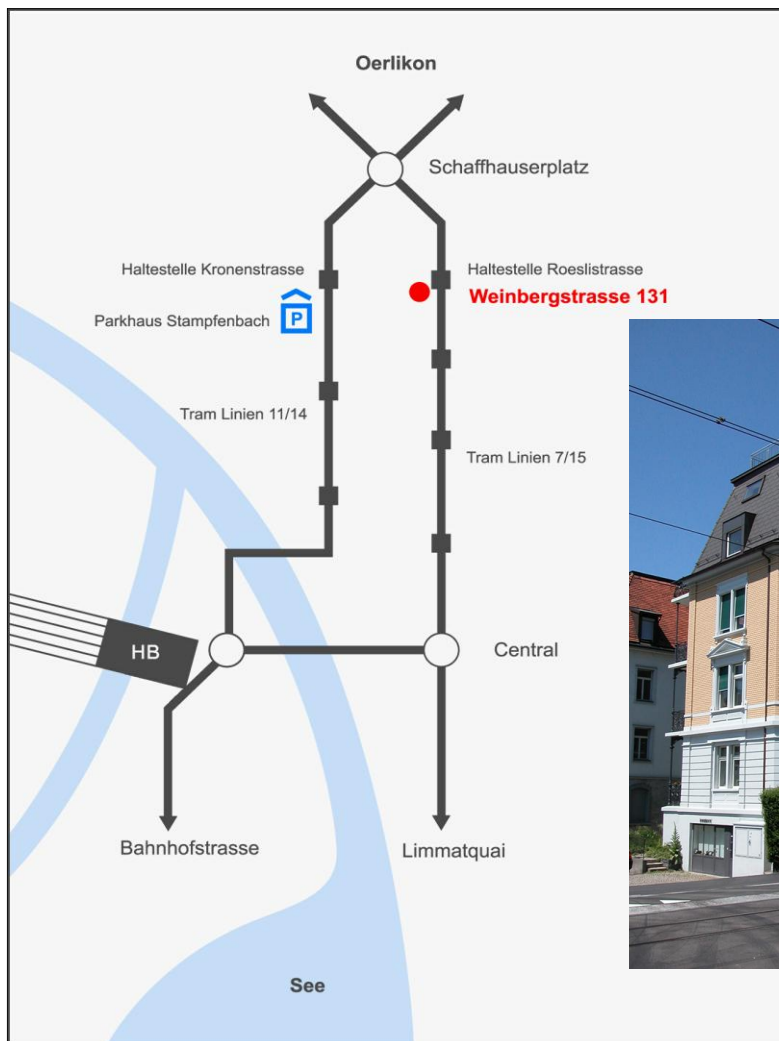 Oerlikon
Schaffhauserplatz
Haltestelle Kronenstrasse
Haltestelle Roeslistrasse
Weinbergstrasse 131
P
Parkhaus Stampfenbach
Tram Linien 11/14
Tram Linien 7/15
HB
Central
Bahnhofstrasse
Limmatquai
See